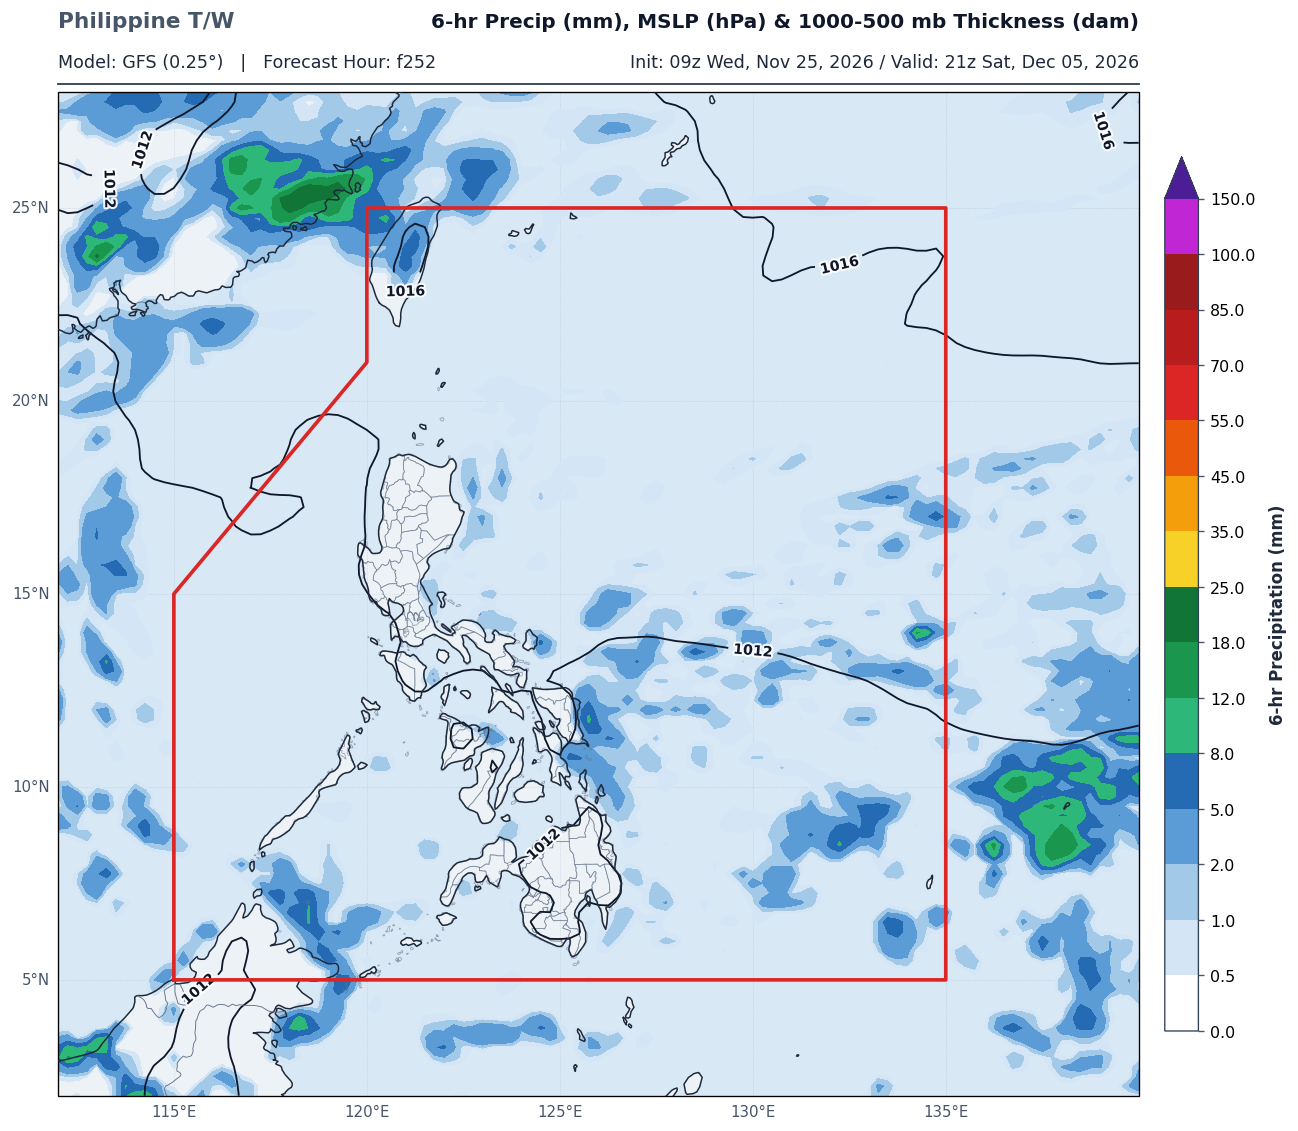 Philippine T/W
6-hr Precip (mm), MSLP (hPa) & 1000-500 mb Thickness (dam)
Model: GFS (0.25°) | Forecast Hour: f252
Init: 09z Wed, Nov 25, 2026 / Valid: 21z Sat, Dec 05, 2026
1012
1016
1012
150.0
25°N
100.0
1016
1016
85.0
70.0
20°N
55.0
45.0
35.0
15°N
25.0
18.0
1012
12.0
8.0
10°N
5.0
1012
2.0
1.0
5°N
1012
0.5
0.0
6-hr Precipitation (mm)
115°E
120°E
125°E
130°E
135°E